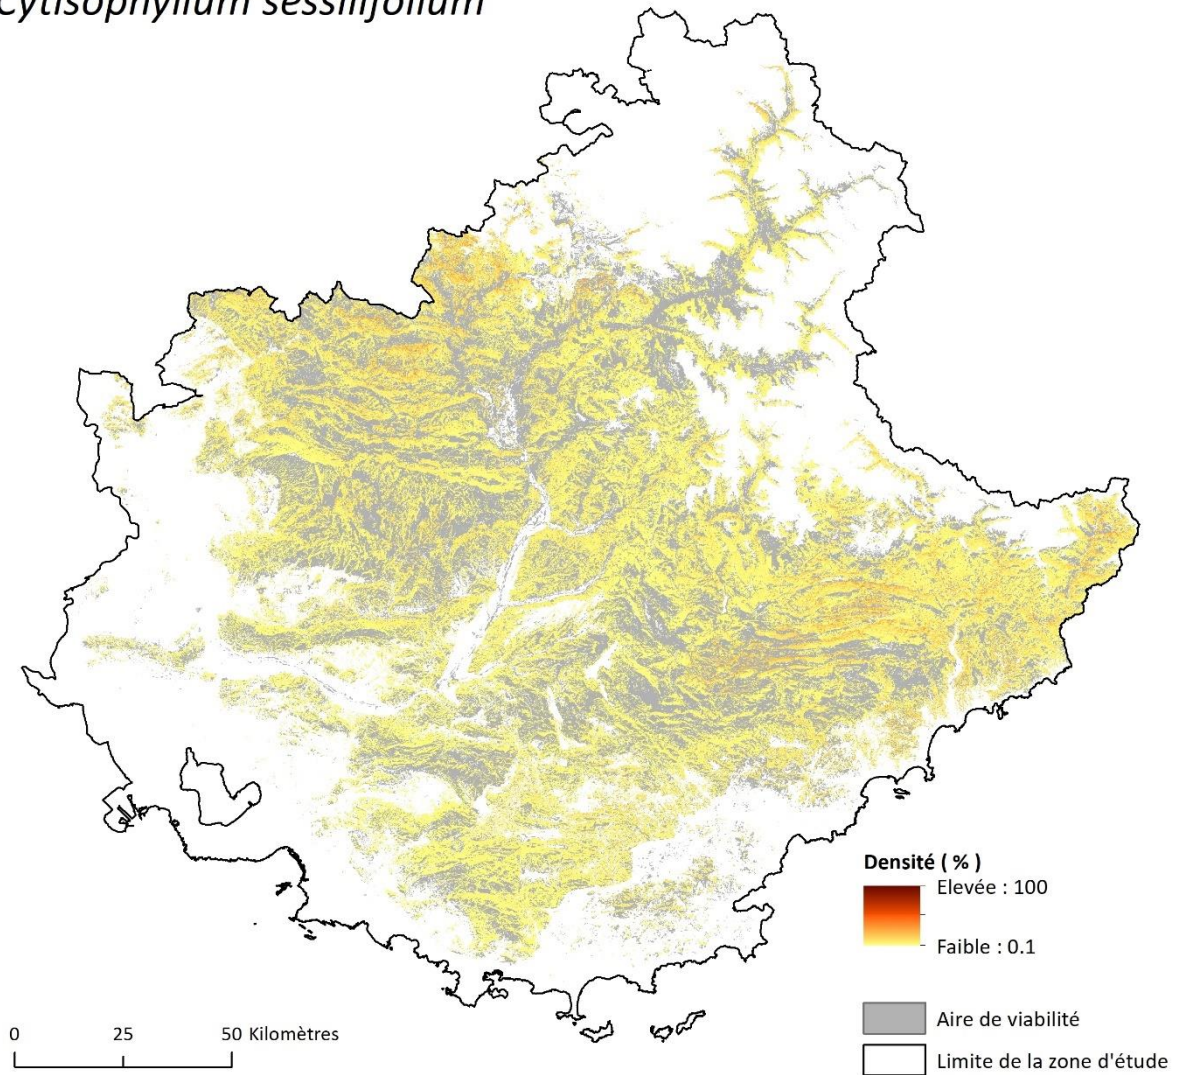 Cytisophyllum sessilifolium
Densité ( % )
Elevée : 100
Faible : 0.1
Aire de viabilité
Limite de la zone d'étude
0 25 50 Kilomètres